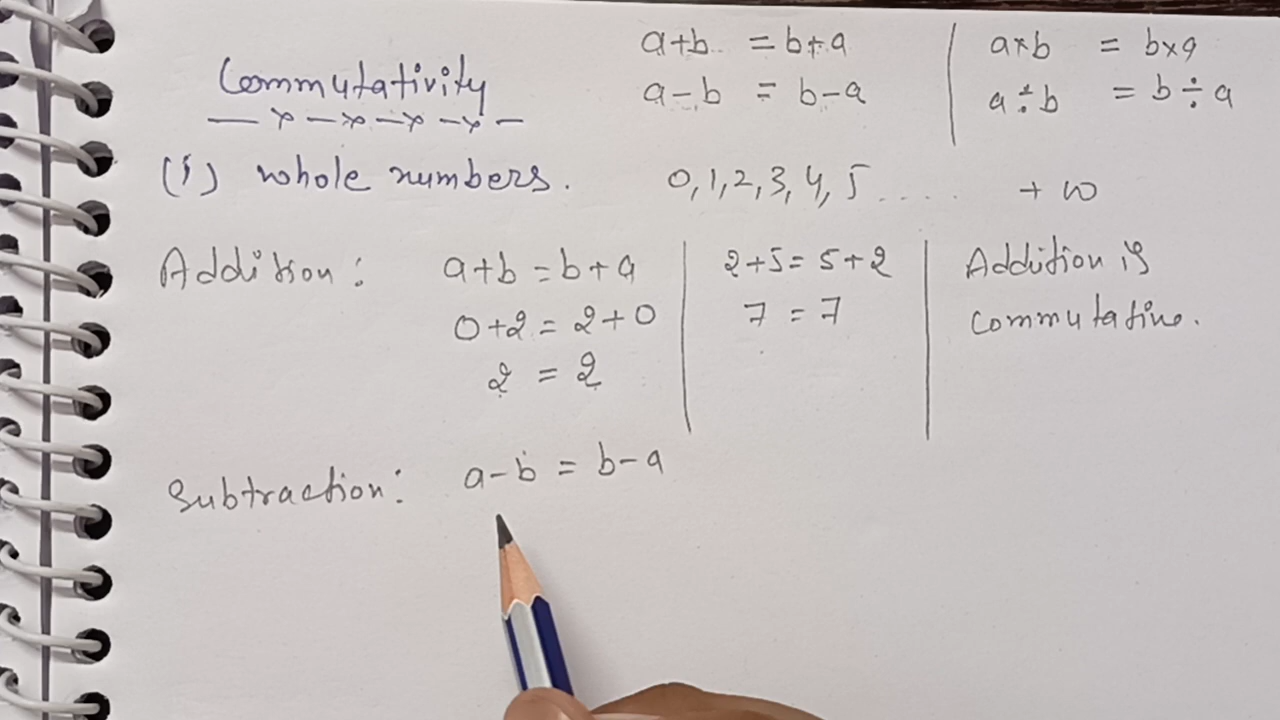 Commutativity
a+b = b+a
a-b = b-a
a×b = b×a
a÷b = b÷a
(i) whole numbers. 0, 1, 2, 3, 4, 5 ..... + ∞
Addition: a+b = b+a
0+2 = 2+0
2 = 2
2+5 = 5+2
7 = 7
Addition is
commutative.
Subtraction: a-b = b-a